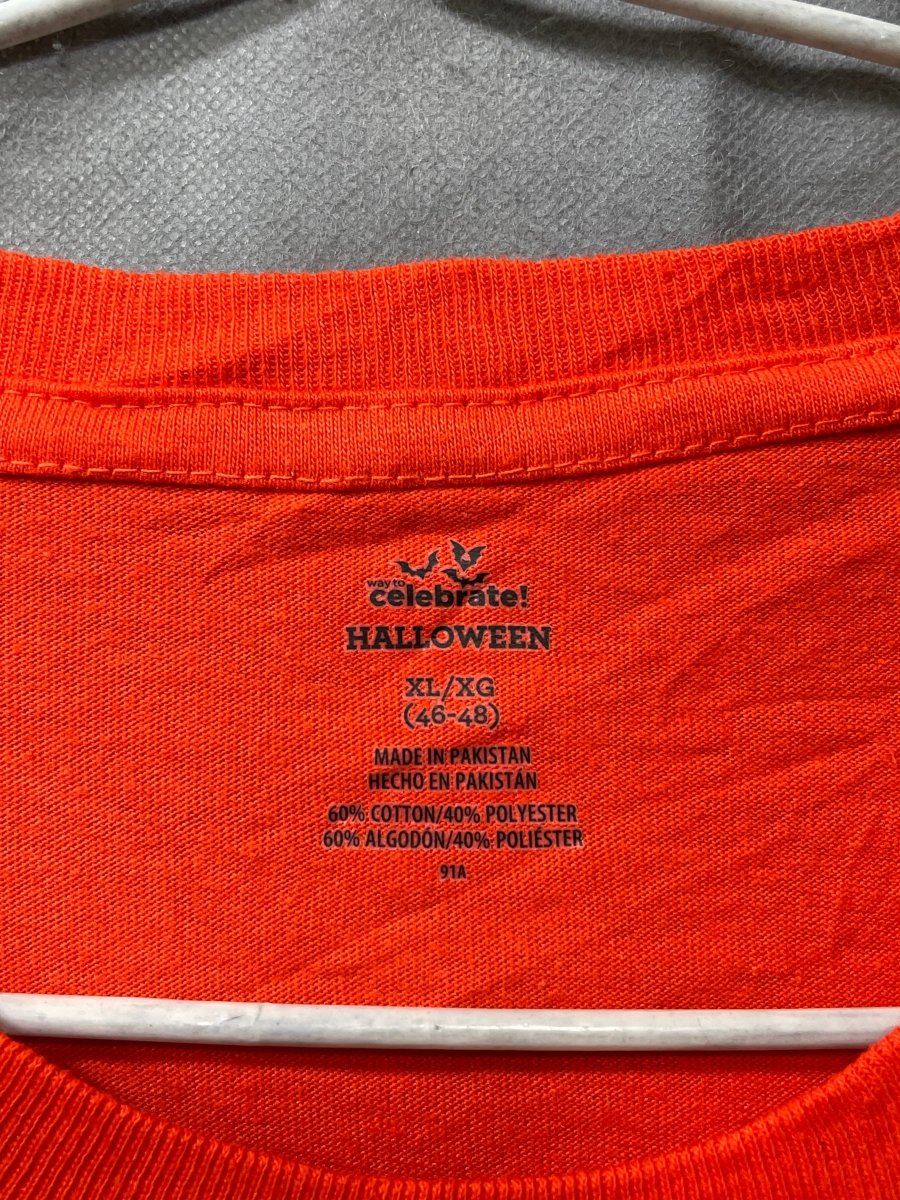 way to
celebrate!
HALLOWEEN
XL/XG
(46-48)
MADE IN PAKISTAN
HECHO EN PAKISTÁN
60% COTTON/40% POLYESTER
60% ALGODÓN/40% POLIÉSTER
91A